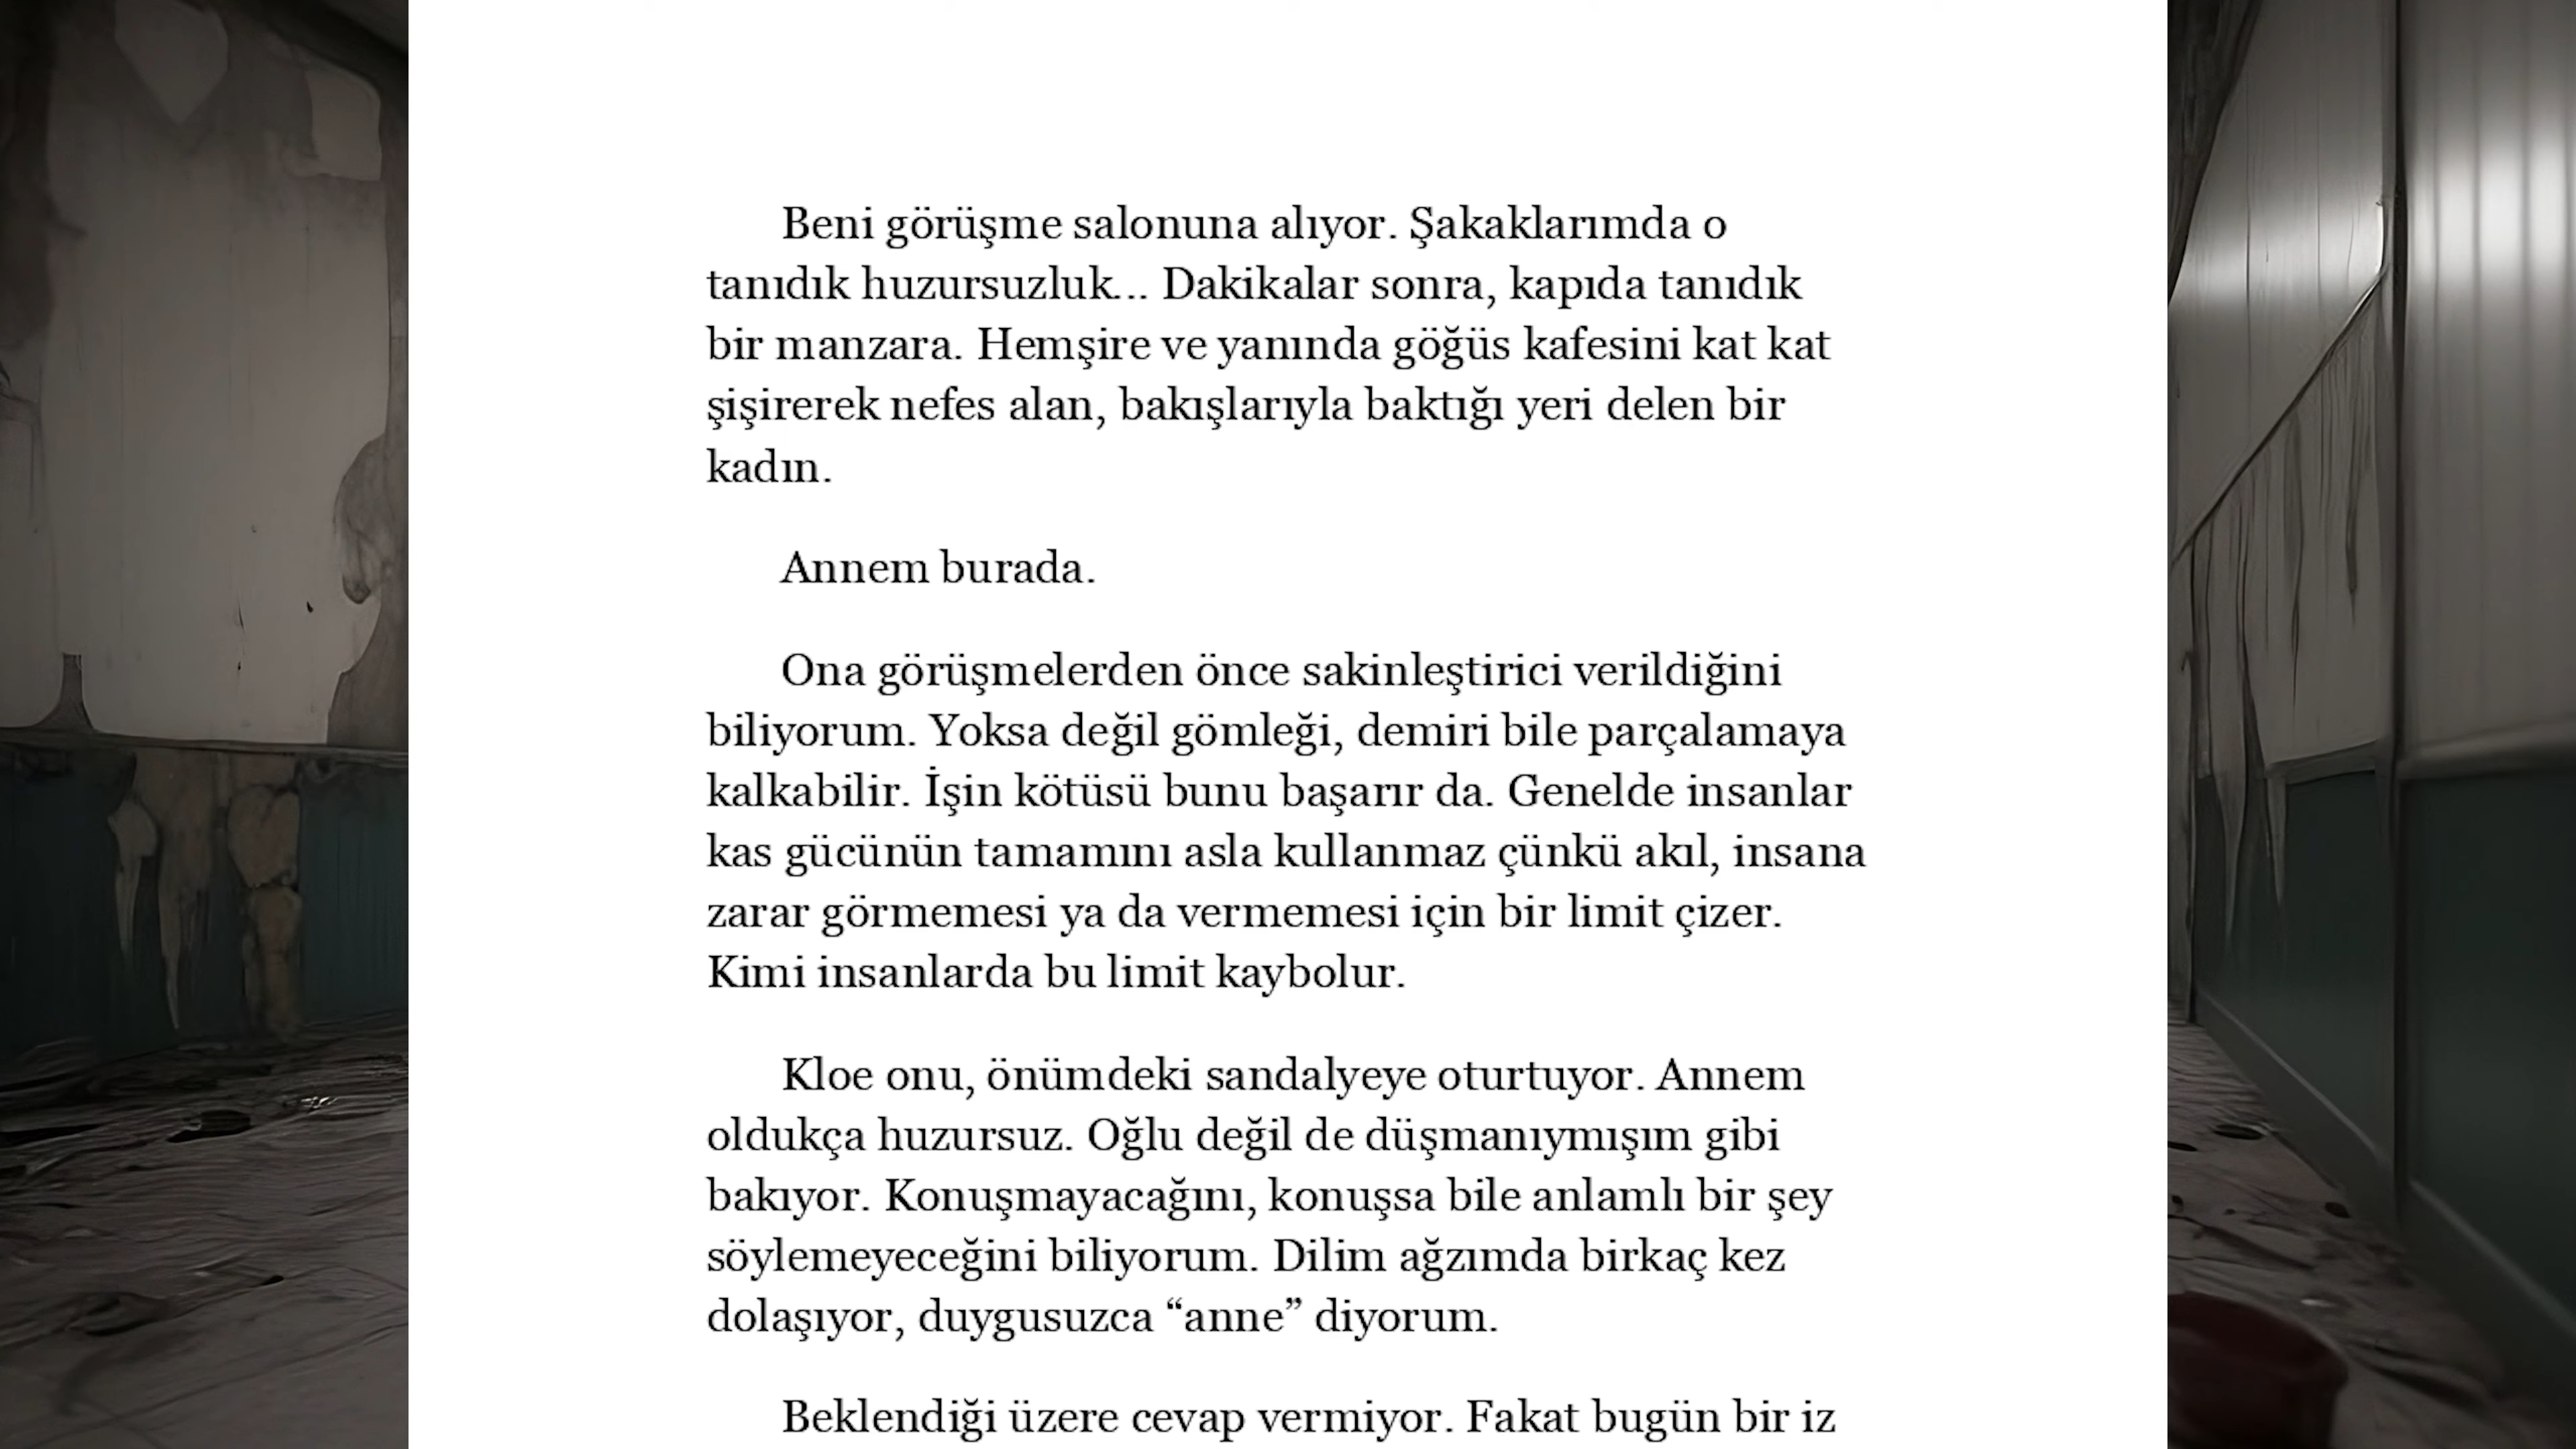 Beni görüşme salonuna alıyor. Şakaklarımda o
tanıdık huzursuzluk... Dakikalar sonra, kapıda tanıdık
bir manzara. Hemşire ve yanında göğüs kafesini kat kat
şişirerek nefes alan, bakışlarıyla baktığı yeri delen bir
kadın.
Annem burada.
Ona görüşmelerden önce sakinleştirici verildiğini
biliyorum. Yoksa değil gömleği, demiri bile parçalamaya
kalkabilir. İşin kötüsü bunu başarır da. Genelde insanlar
kas gücünün tamamını asla kullanmaz çünkü akıl, insana
zarar görmemesi ya da vermemesi için bir limit çizer.
Kimi insanlarda bu limit kaybolur.
Kloe onu, önümdeki sandalyeye oturtuyor. Annem
oldukça huzursuz. Oğlu değil de düşmanıymışım gibi
bakıyor. Konuşmayacağını, konuşsa bile anlamlı bir şey
söylemeyeceğini biliyorum. Dilim ağzımda birkaç kez
dolaşıyor, duygusuzca “anne” diyorum.
Beklendiği üzere cevap vermiyor. Fakat bugün bir iz